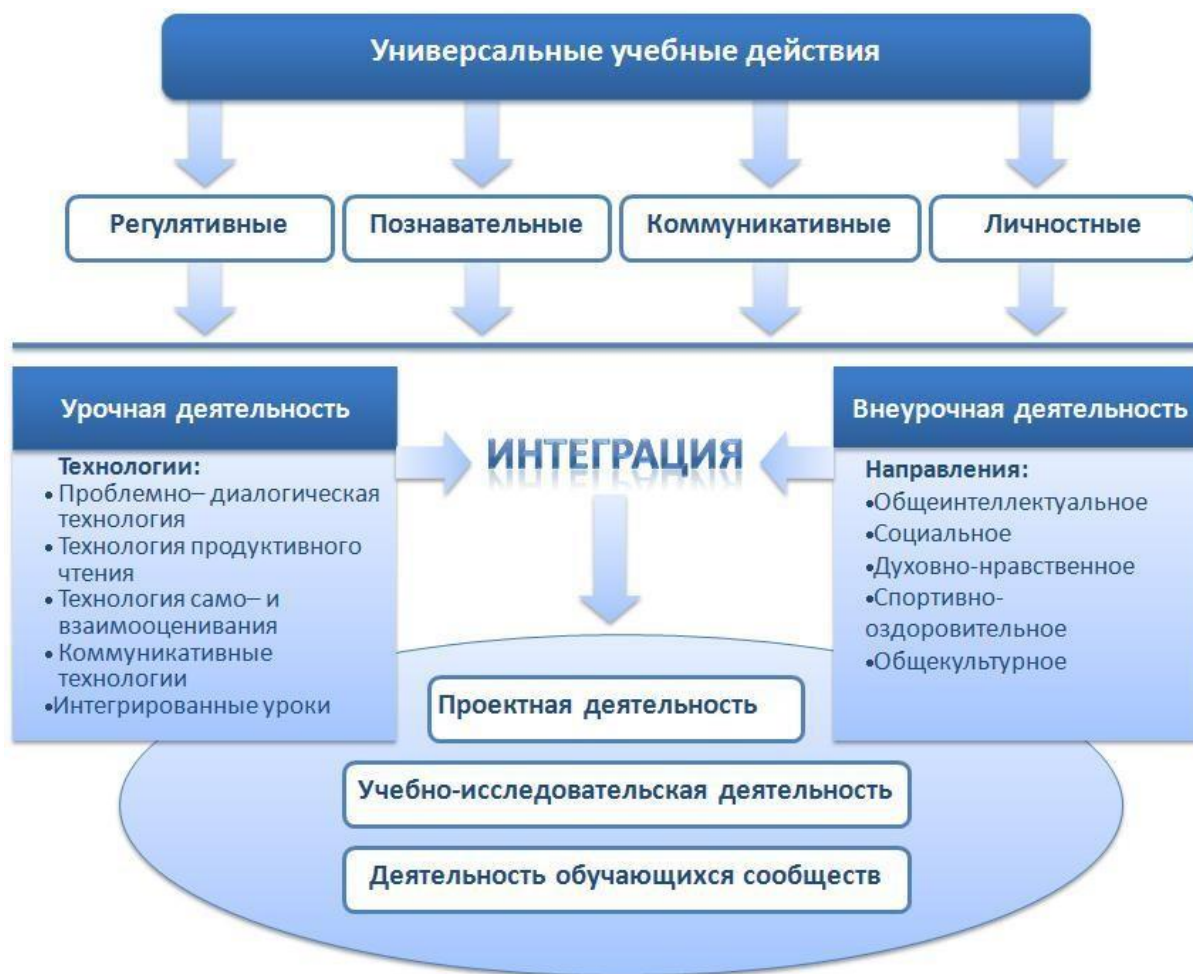 Универсальные учебные действия
Регулятивные
Познавательные
Коммуникативные
Личностные
Урочная деятельность
Технологии:
• Проблемно– диалогическая
технология
• Технология продуктивного
чтения
• Технология само– и
взаимооценивания
• Коммуникативные
технологии
•Интегрированные уроки
ИНТЕГРАЦИЯ
Внеурочная деятельность
Направления:
•Общеинтеллектуальное
•Социальное
•Духовно-нравственное
•Спортивно-
оздоровительное
•Общекультурное
Проектная деятельность
Учебно-исследовательская деятельность
Деятельность обучающихся сообществ